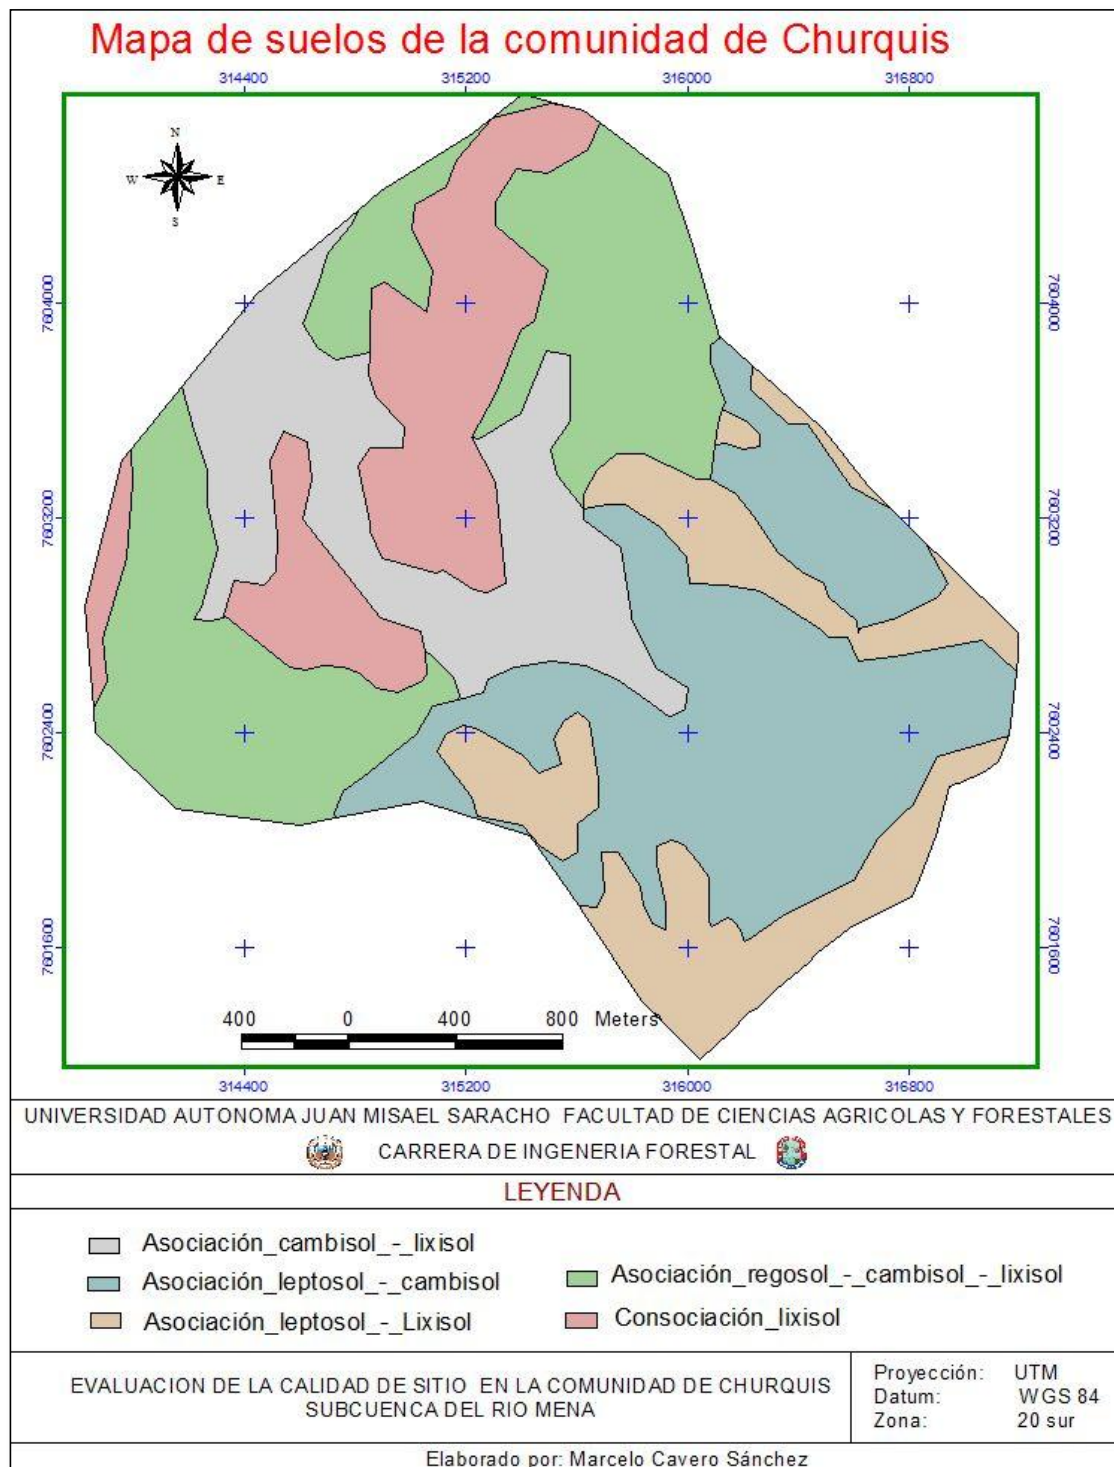 Mapa de suelos de la comunidad de Churquis
314400 315200 316000 316800
N
W E
S
7604000 7604000
7603200 7603200
7602400 7602400
7601600 7601600
400 0 400 800 Meters
314400 315200 316000 316800
UNIVERSIDAD AUTONOMA JUAN MISAEL SARACHO FACULTAD DE CIENCIAS AGRICOLAS Y FORESTALES
CARRERA DE INGENERIA FORESTAL
LEYENDA
Asociación_cambisol_-_lixisol
Asociación_leptosol_-_cambisol
Asociación_leptosol_-_Lixisol
Asociación_regosol_-_cambisol_-_lixisol
Consociación_lixisol
EVALUACION DE LA CALIDAD DE SITIO EN LA COMUNIDAD DE CHURQUIS
SUBCUENCA DEL RIO MENA
Proyección: UTM
Datum: WGS 84
Zona: 20 sur
Elaborado por: Marcelo Cavero Sánchez